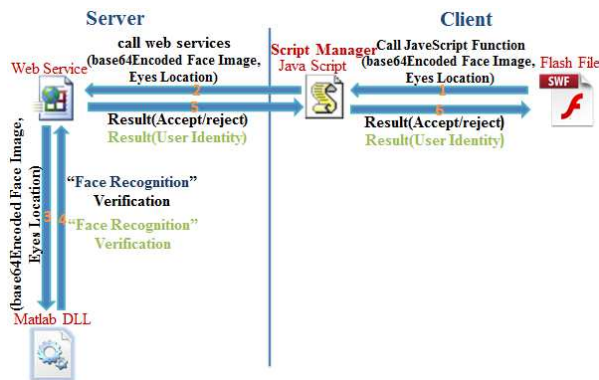 Server
Client
call web services
(base64Encoded Face Image,
Eyes Location)
Script Manager
Java Script
Call JaveScript Function
(base64Encoded Face Image,
Eyes Location)
Flash File
Web Service
2
1
SWF
5
6
Result(Accept/reject)
Result(User Identity)
Result(Accept/reject)
Result(User Identity)
(base64Encoded Face Image,
Eyes Location)
3
4
“Face Recognition”
Verification
“Face Recognition”
Verification
Matlab DLL